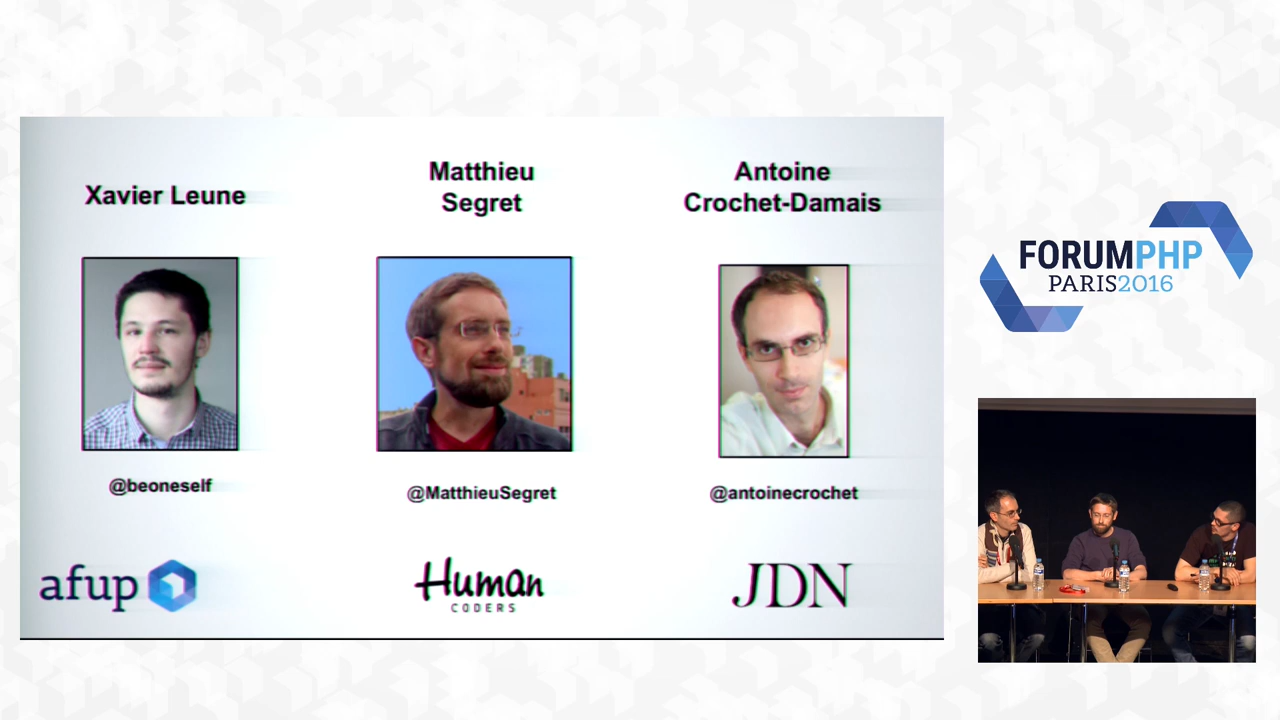 Xavier Leune
Matthieu
Segret
Antoine
Crochet-Damais
@beoneself
@MatthieuSegret
@antoinecrochet
afup
Human
CODERS
JDN
FORUMPHP
PARIS2016